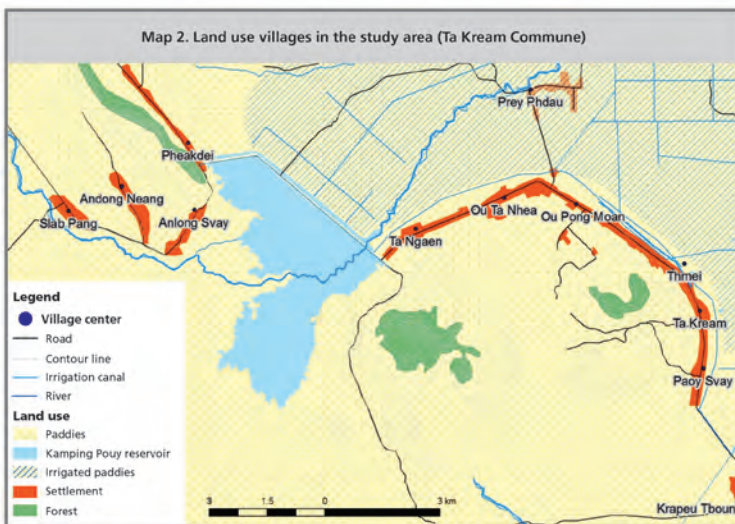 Map 2. Land use villages in the study area (Ta Kream Commune)
Prey Phdau
Pheakdei
Andong Neang
Slab Pang
Anlong Svay
Ta Ngaen
Ou Ta Nhea
Ou Pong Moan
Thmei
Ta Kream
Paoy Svay
Krapeu Tboun
Legend
Village center
Road
Contour line
Irrigation canal
River
Land use
Paddies
Kamping Pouy reservoir
Irrigated paddies
Settlement
Forest
3 1.5 0 3 km